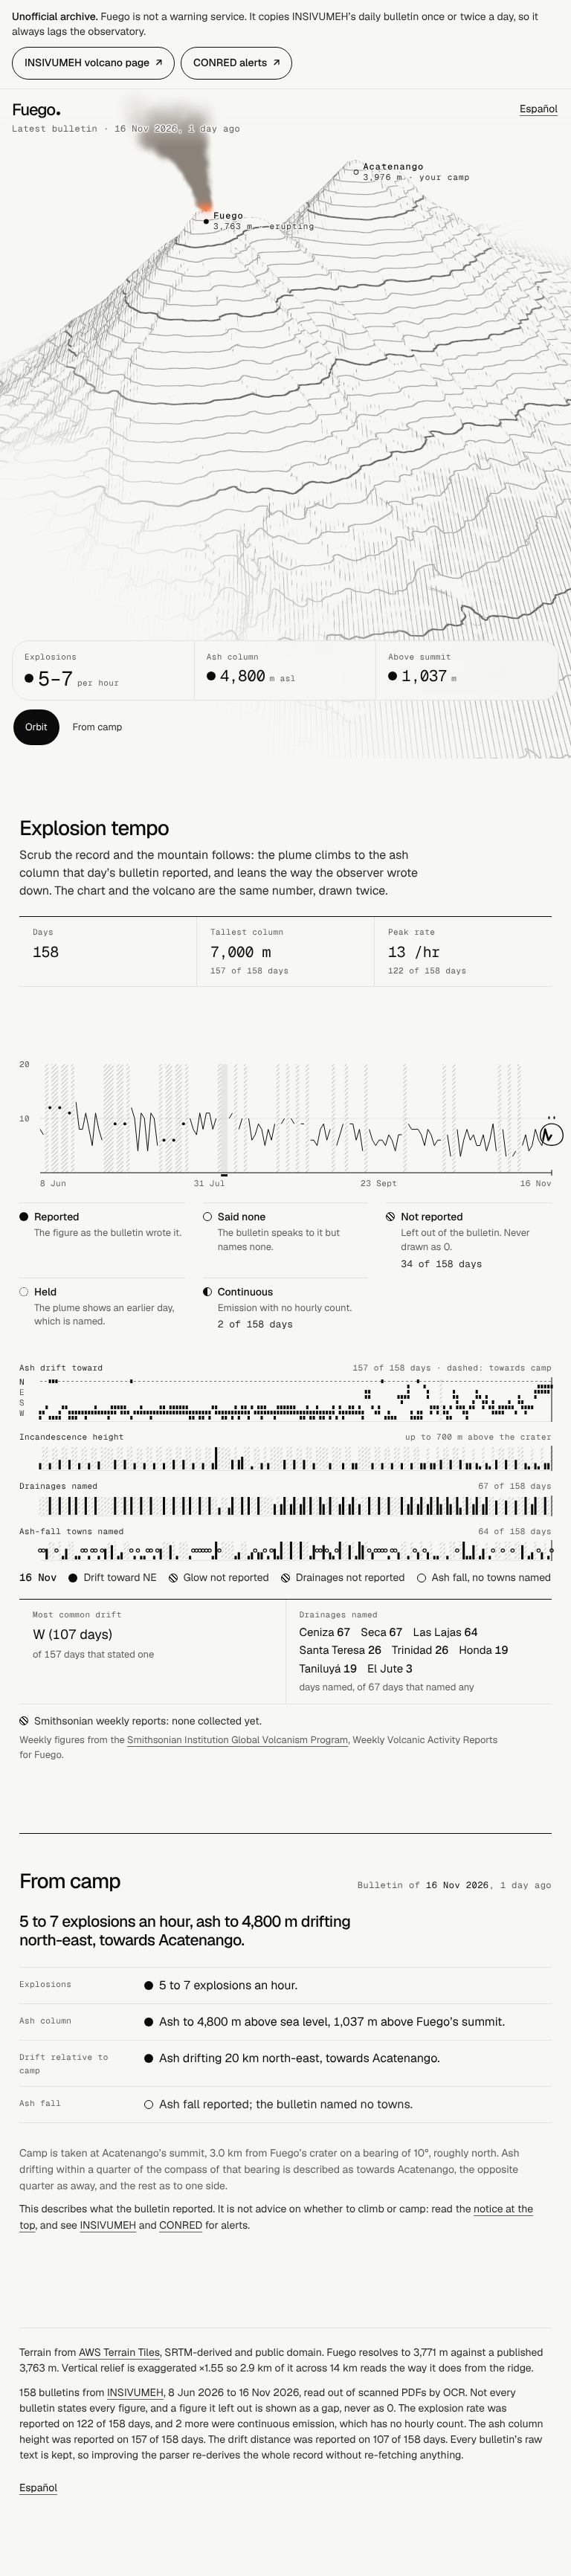 Unofficial archive. Fuego is not a warning service. It copies INSIVUMEH's daily bulletin once or twice a day, so it
always lags the observatory.
INSIVUMEH volcano page ↗ CONRED alerts ↗
Fuego. Español
Latest bulletin · 16 Nov 2026, 1 day ago
Acatenango
3,976 m · your camp
Fuego
3,763 m · erupting
Explosions Ash column Above summit
5–7 per hour 4,800 m asl 1,037 m
Orbit From camp
Explosion tempo
Scrub the record and the mountain follows: the plume climbs to the ash
column that day's bulletin reported, and leans the way the observer wrote
down. The chart and the volcano are the same number, drawn twice.
Days Tallest column Peak rate
158 7,000 m 13 /hr
157 of 158 days 122 of 158 days
20
10
8 Jun 31 Jul 23 Sept 16 Nov
Reported Said none Not reported
The figure as the bulletin wrote it. The bulletin speaks to it but Left out of the bulletin. Never
names none. drawn as 0.
34 of 158 days
Held Continuous
The plume shows an earlier day, Emission with no hourly count.
which is named. 2 of 158 days
Ash drift toward 157 of 158 days · dashed: towards camp
N
E
S
W
Incandescence height up to 700 m above the crater
Drainages named 67 of 158 days
Ash-fall towns named 64 of 158 days
16 Nov Drift toward NE Glow not reported Drainages not reported Ash fall, no towns named
Most common drift Drainages named
W (107 days) Ceniza 67 Seca 67 Las Lajas 64
of 157 days that stated one Santa Teresa 26 Trinidad 26 Honda 19
Taniluyá 19 El Jute 3
days named, of 67 days that named any
Smithsonian weekly reports: none collected yet.
Weekly figures from the Smithsonian Institution Global Volcanism Program, Weekly Volcanic Activity Reports
for Fuego.
From camp Bulletin of 16 Nov 2026, 1 day ago
5 to 7 explosions an hour, ash to 4,800 m drifting
north-east, towards Acatenango.
Explosions 5 to 7 explosions an hour.
Ash column Ash to 4,800 m above sea level, 1,037 m above Fuego's summit.
Drift relative to Ash drifting 20 km north-east, towards Acatenango.
camp
Ash fall Ash fall reported; the bulletin named no towns.
Camp is taken at Acatenango's summit, 3.0 km from Fuego's crater on a bearing of 10°, roughly north. Ash
drifting within a quarter of the compass of that bearing is described as towards Acatenango, the opposite
quarter as away, and the rest as to one side.
This describes what the bulletin reported. It is not advice on whether to climb or camp: read the notice at the
top, and see INSIVUMEH and CONRED for alerts.
Terrain from AWS Terrain Tiles, SRTM-derived and public domain. Fuego resolves to 3,771 m against a published
3,763 m. Vertical relief is exaggerated ×1.55 so 2.9 km of it across 14 km reads the way it does from the ridge.
158 bulletins from INSIVUMEH, 8 Jun 2026 to 16 Nov 2026, read out of scanned PDFs by OCR. Not every
bulletin states every figure, and a figure it left out is shown as a gap, never as 0. The explosion rate was
reported on 122 of 158 days, and 2 more were continuous emission, which has no hourly count. The ash column
height was reported on 157 of 158 days. The drift distance was reported on 107 of 158 days. Every bulletin's raw
text is kept, so improving the parser re-derives the whole record without re-fetching anything.
Español